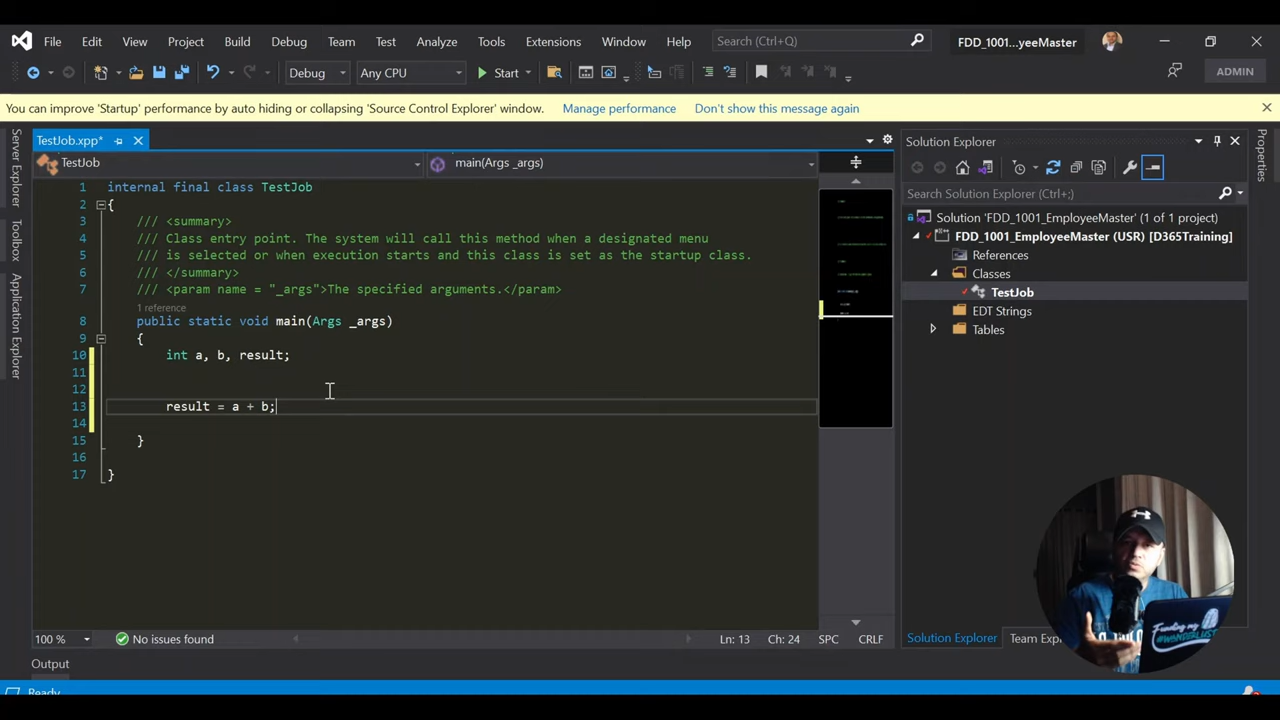 File Edit View Project Build Debug Team Test Analyze Tools Extensions Window Help Search (Ctrl+Q) FDD_1001...yeeMaster
Debug Any CPU Start ADMIN
You can improve 'Startup' performance by auto hiding or collapsing 'Source Control Explorer' window. Manage performance Don't show this message again
Server Explorer
Toolbox
Application Explorer
TestJob.xpp*
TestJob main(Args _args)
1 internal final class TestJob
2 {
3 /// <summary>
4 /// Class entry point. The system will call this method when a designated menu
5 /// is selected or when execution starts and this class is set as the startup class.
6 /// </summary>
7 /// <param name = "_args">The specified arguments.</param>
1 reference
8 public static void main(Args _args)
9 {
10 int a, b, result;
11
12
13 result = a + b;
14
15 }
16
17 }
100 % No issues found Ln: 13 Ch: 24 SPC CRLF
Output
Ready
Solution Explorer
Search Solution Explorer (Ctrl+;)
Solution 'FDD_1001_EmployeeMaster' (1 of 1 project)
FDD_1001_EmployeeMaster (USR) [D365Training]
References
Classes
TestJob
EDT Strings
Tables
Solution Explorer Team Exp
Properties
Funding my
#WANDERLUST